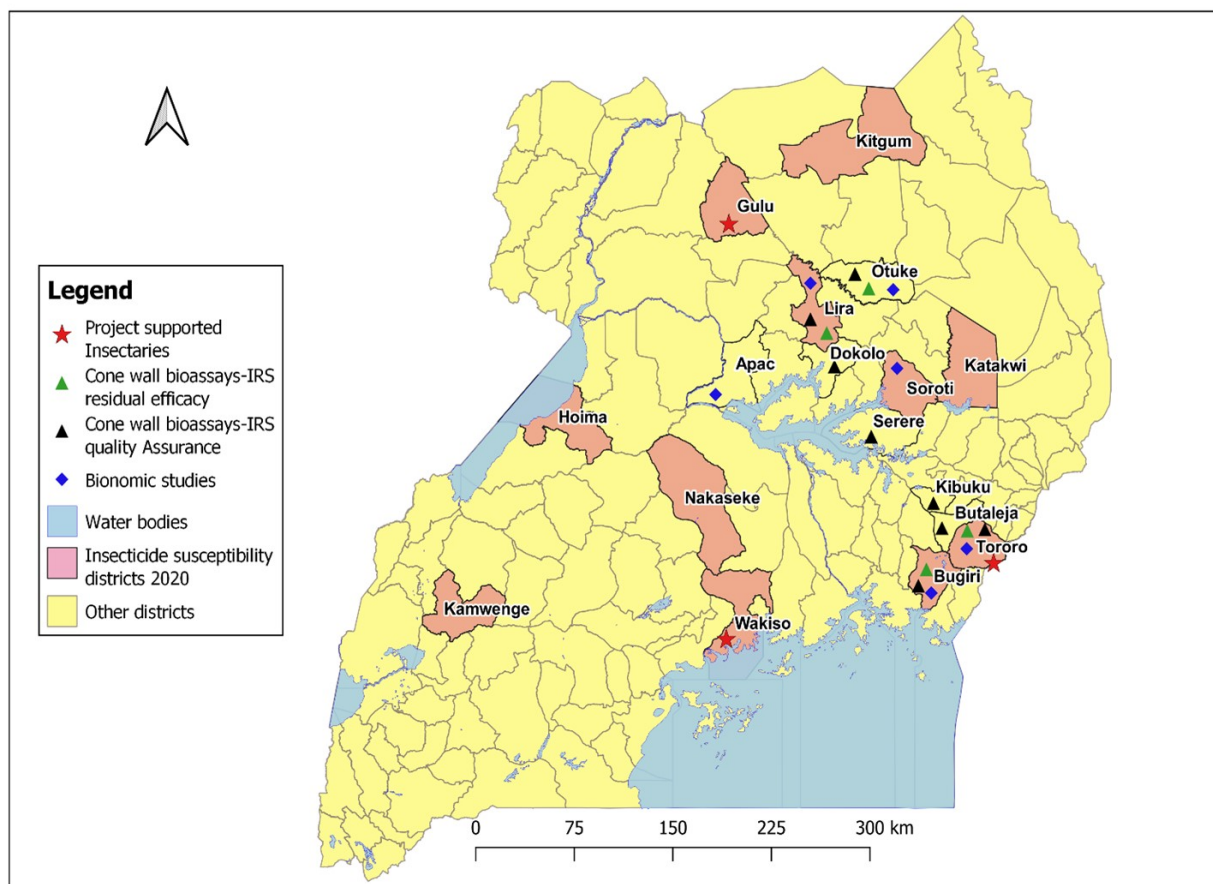 Kitgum
Gulu
Otuke
Lira
Apac
Dokolo
Katakwi
Soroti
Hoima
Serere
Nakaseke
Kibuku
Butaleja
Tororo
Bugiri
Kamwenge
Wakiso
Legend
Project supported
Insectaries
Cone wall bioassays-IRS
residual efficacy
Cone wall bioassays-IRS
quality Assurance
Bionomic studies
Water bodies
Insecticide susceptibility
districts 2020
Other districts
0 75 150 225 300 km